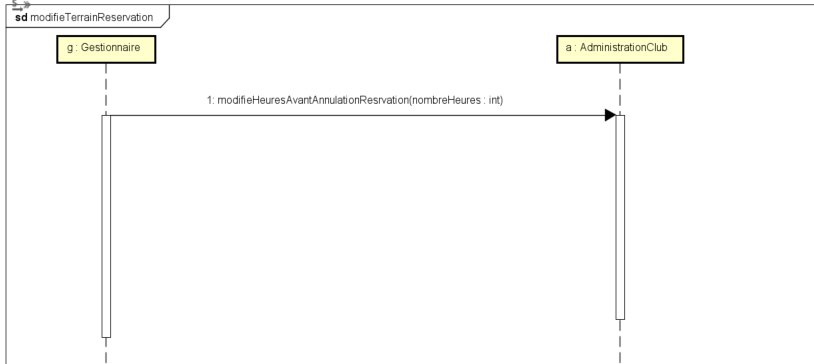 sd modifieTerrainReservation
g : Gestionnaire
a : AdministrationClub
1: modifieHeuresAvantAnnulationResrvation(nombreHeures : int)